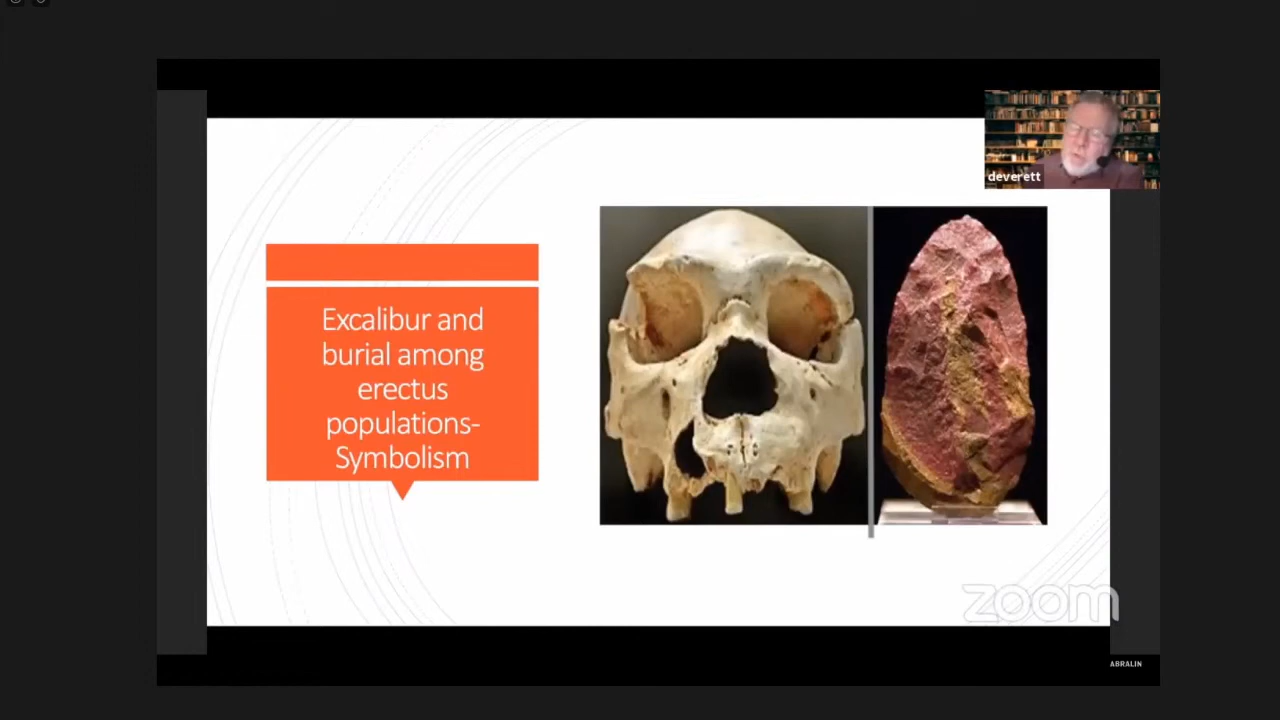 deverett
Excalibur and
burial among
erectus
populations-
Symbolism
zoom
ABRALIN